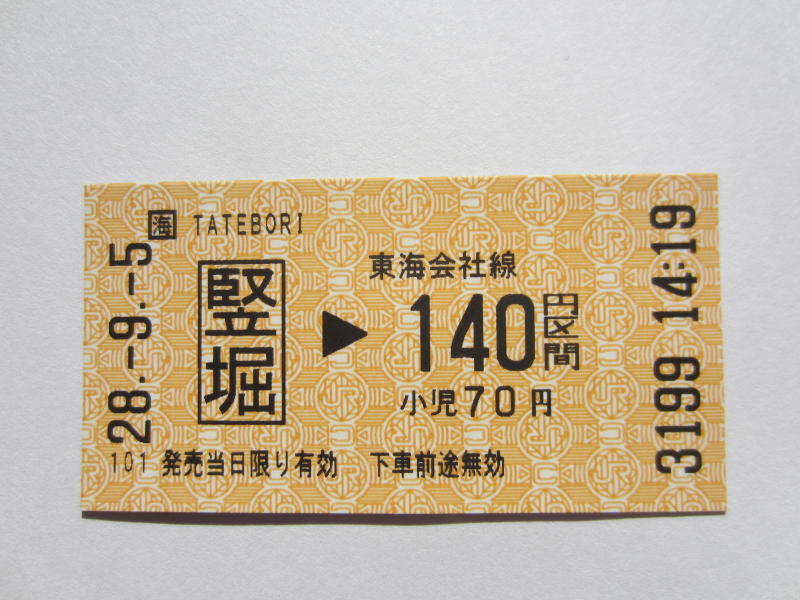 海 TATEBORI
28.-9.-5
竪堀
▶
東海会社線
140円区間
小児70円
101 発売当日限り有効 下車前途無効
3199 14:19